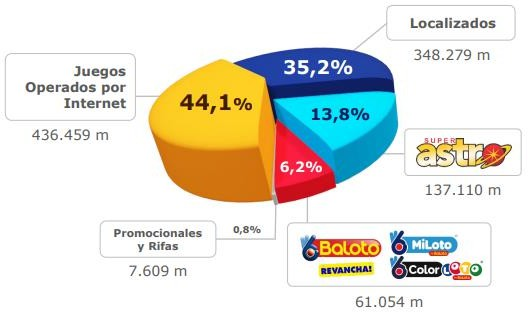 Localizados
348.279 m
Juegos
Operados por
Internet
436.459 m
35,2%
44,1%
13,8%
6,2%
0,8%
SUPER
astro
137.110 m
Promocionales
y Rifas
7.609 m
Baloto
REVANCHA!
MiLoto
Color LOTO
61.054 m